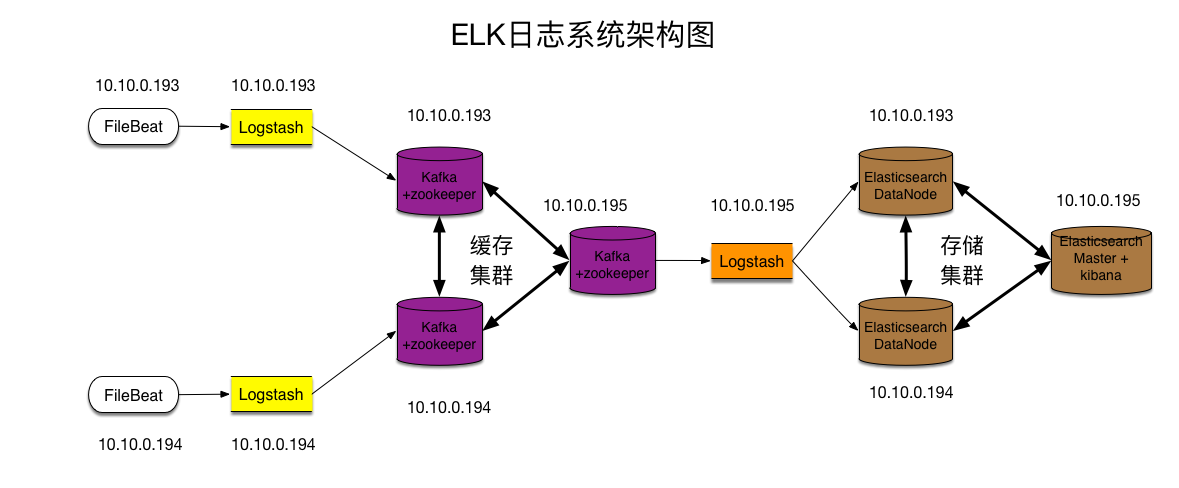 ELK日志系统架构图
10.10.0.193
10.10.0.193
FileBeat
Logstash
10.10.0.193
Kafka
+zookeeper
10.10.0.193
Elasticsearch
DataNode
10.10.0.195
Kafka
+zookeeper
缓存
集群
10.10.0.195
Logstash
存储
集群
10.10.0.195
Elasticsearch
Master +
kibana
Kafka
+zookeeper
10.10.0.194
Elasticsearch
DataNode
10.10.0.194
FileBeat
Logstash
10.10.0.194
10.10.0.194